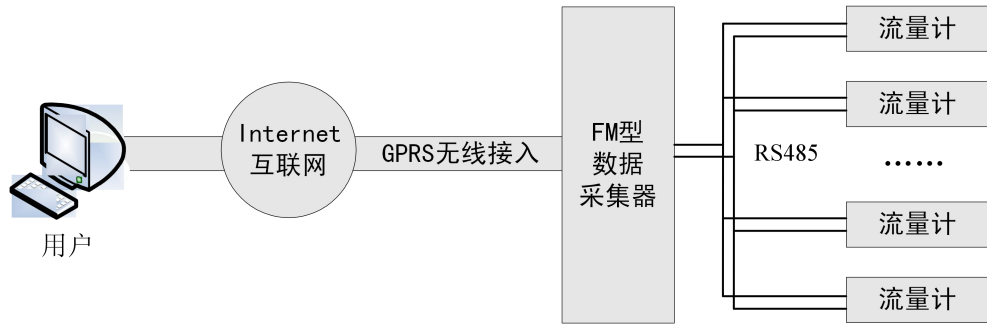 用户
Internet
互联网
GPRS无线接入
FM型
数据
采集器
RS485
流量计
流量计
……
流量计
流量计